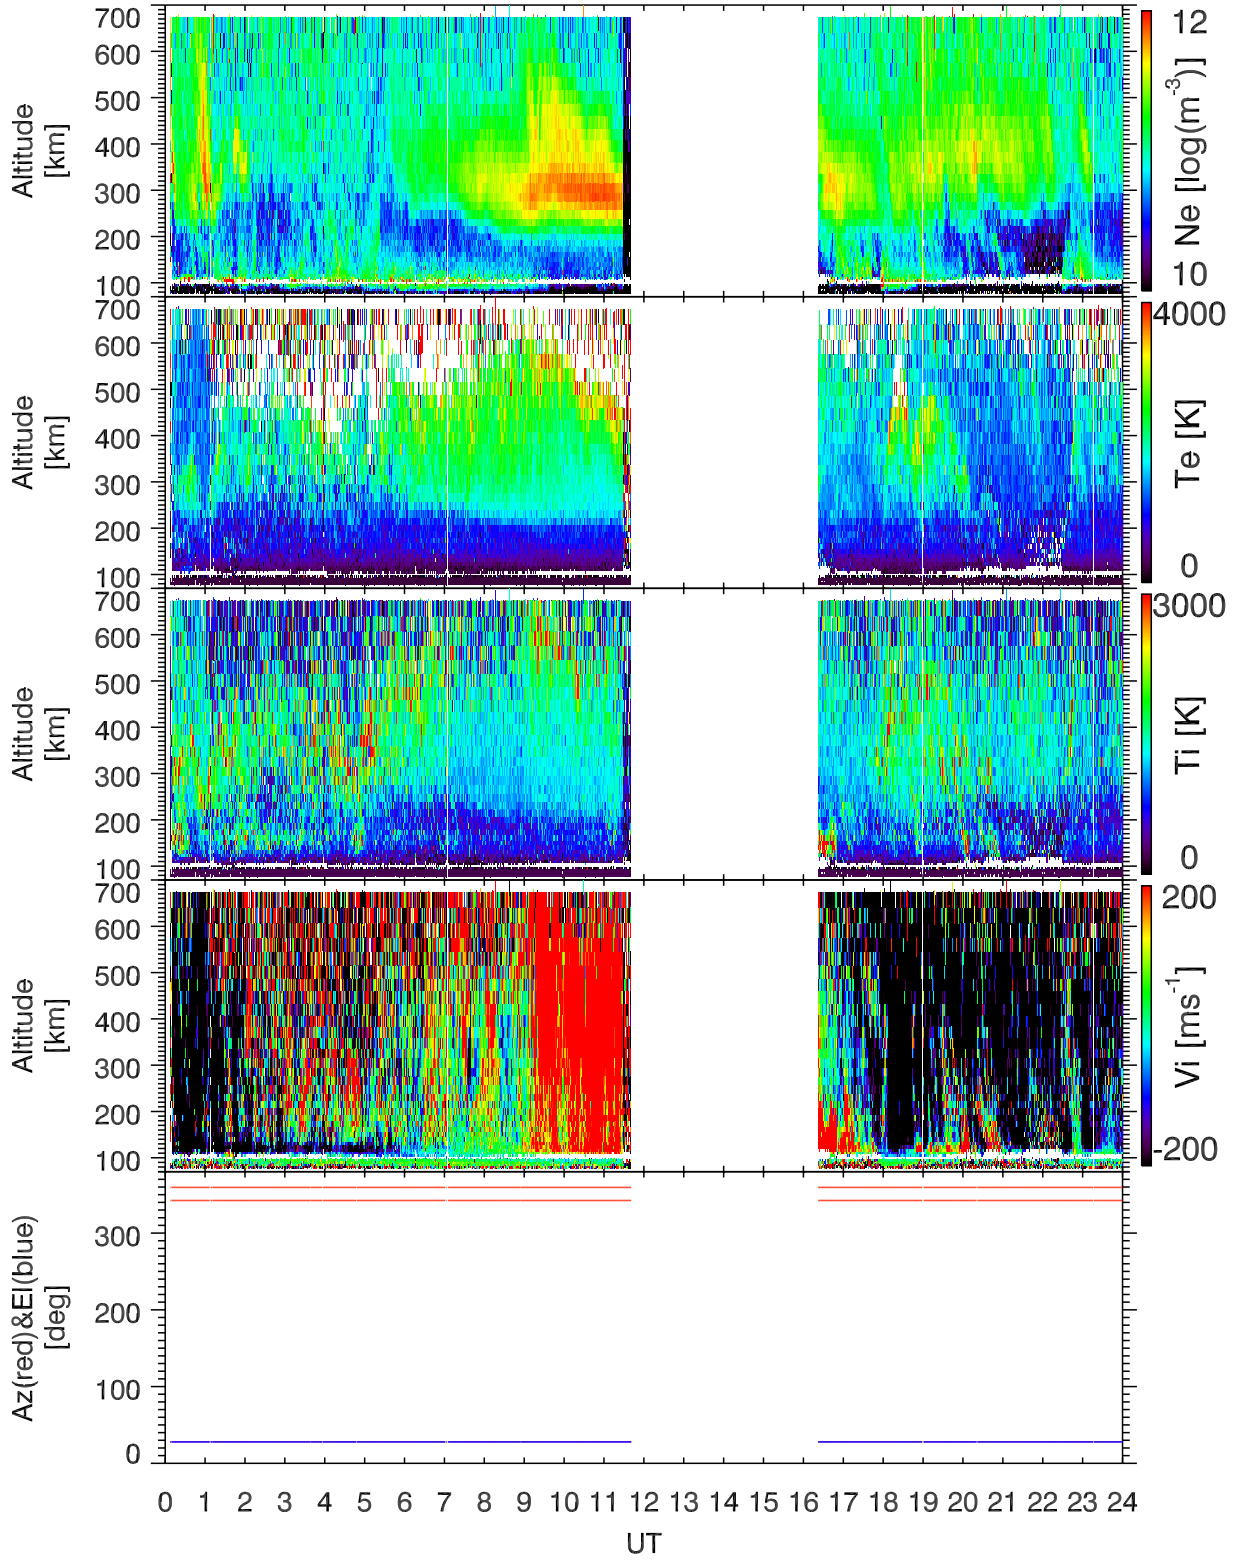 700
600
500
400
300
200
100
Altitude
[km]
12
Ne [log(m⁻³)]
10
700
600
500
400
300
200
100
Altitude
[km]
4000
Te [K]
0
700
600
500
400
300
200
100
Altitude
[km]
3000
Ti [K]
0
700
600
500
400
300
200
100
Altitude
[km]
200
Vi [ms⁻¹]
-200
300
200
100
0
Az(red)&El(blue)
[deg]
0 1 2 3 4 5 6 7 8 9 10 11 12 13 14 15 16 17 18 19 20 21 22 23 24
UT